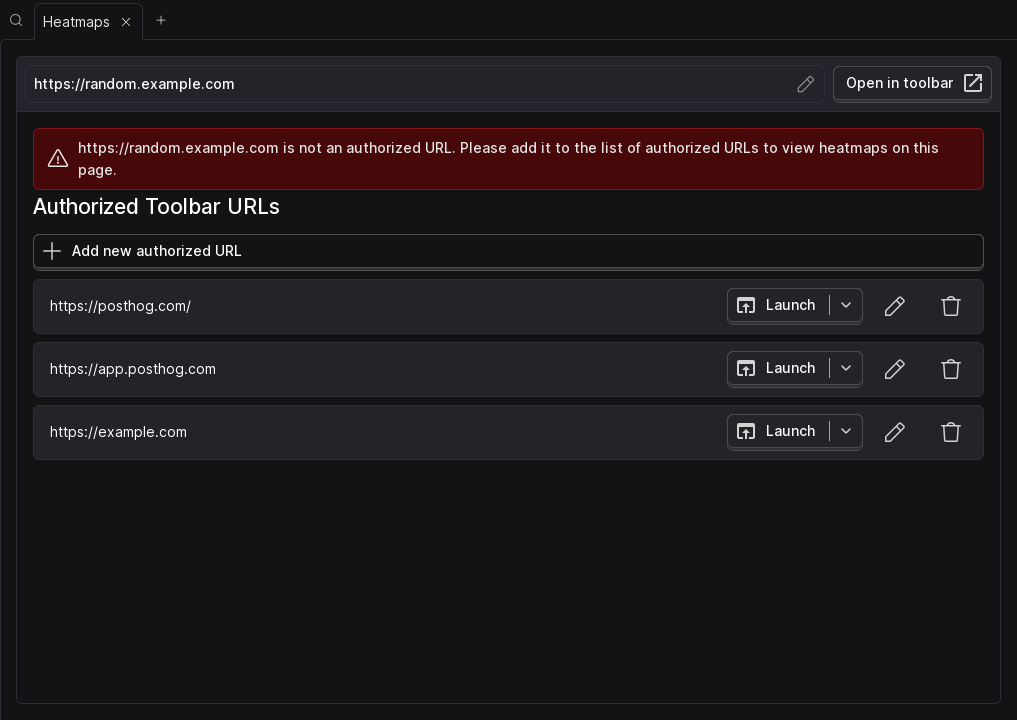 Heatmaps
https://random.example.com
Open in toolbar
https://random.example.com is not an authorized URL. Please add it to the list of authorized URLs to view heatmaps on this
page.
Authorized Toolbar URLs
Add new authorized URL
https://posthog.com/
Launch
https://app.posthog.com
Launch
https://example.com
Launch